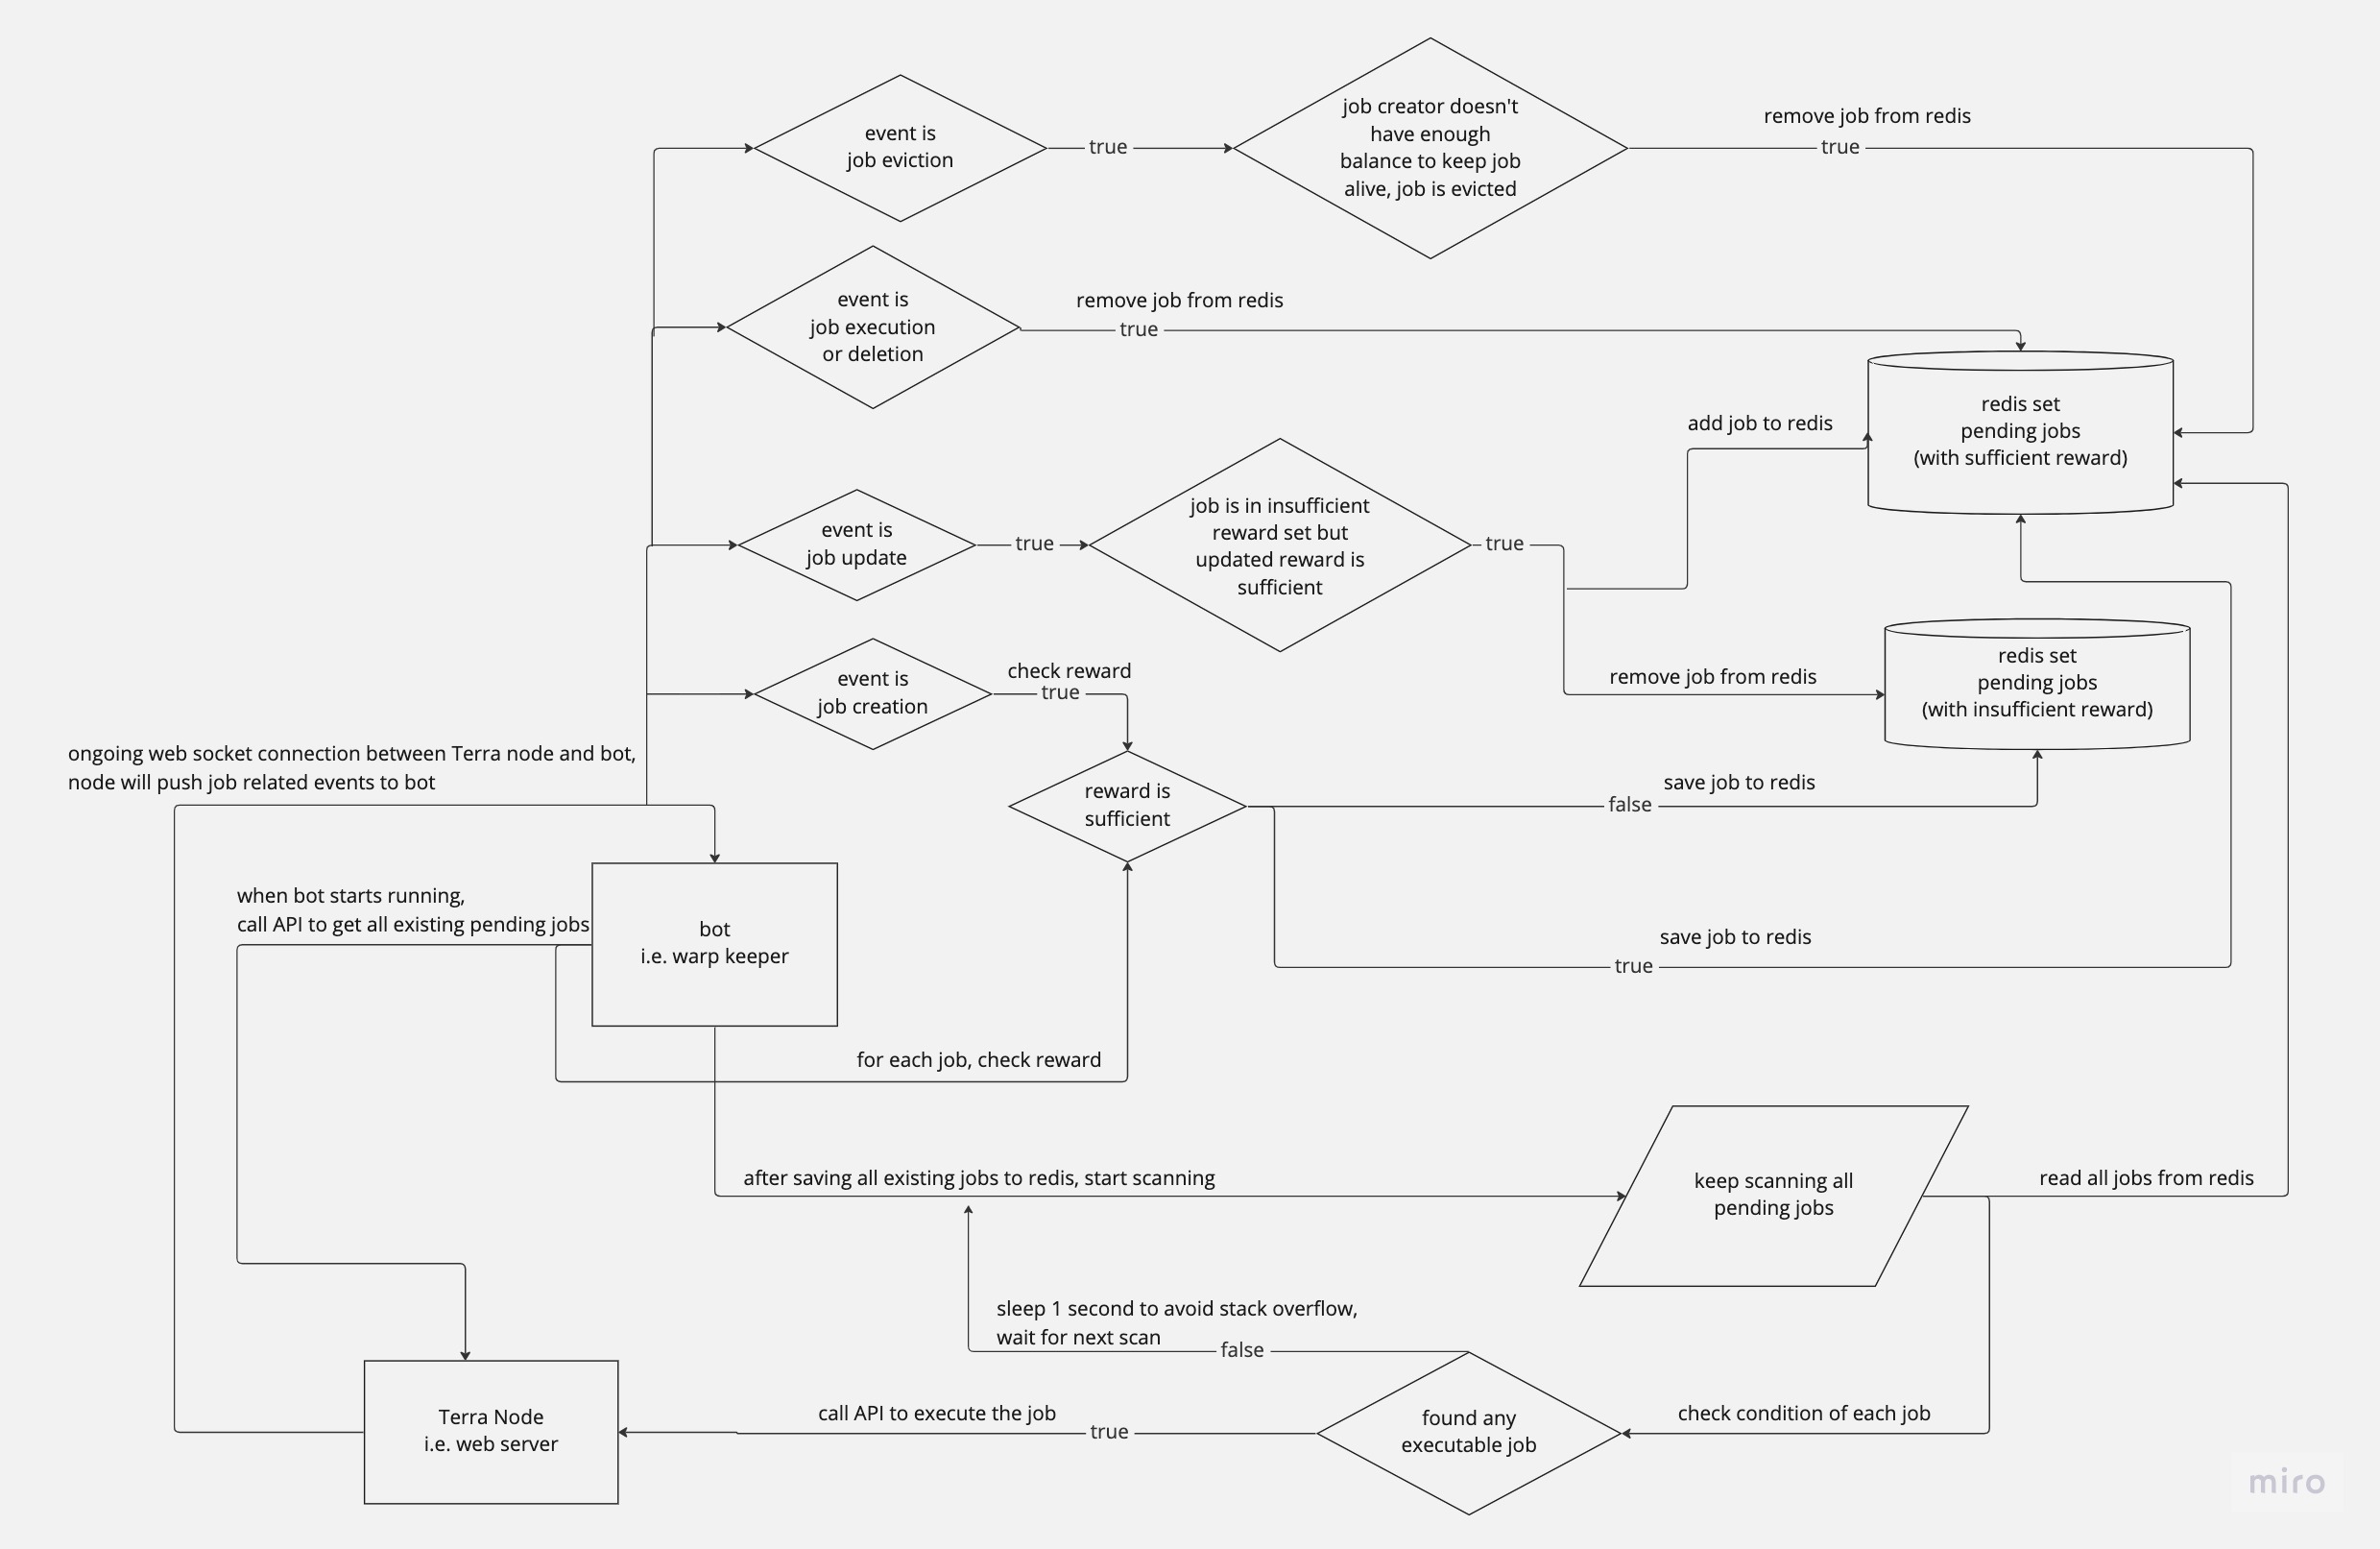 event is
job eviction
true
job creator doesn't
have enough
balance to keep job
alive, job is evicted
remove job from redis
true
event is
job execution
or deletion
remove job from redis
true
redis set
pending jobs
(with sufficient reward)
add job to redis
event is
job update
true
job is in insufficient
reward set but
updated reward is
sufficient
true
remove job from redis
redis set
pending jobs
(with insufficient reward)
event is
job creation
check reward
true
reward is
sufficient
save job to redis
false
save job to redis
true
ongoing web socket connection between Terra node and bot,
node will push job related events to bot
when bot starts running,
call API to get all existing pending jobs
bot
i.e. warp keeper
for each job, check reward
after saving all existing jobs to redis, start scanning
keep scanning all
pending jobs
read all jobs from redis
sleep 1 second to avoid stack overflow,
wait for next scan
false
Terra Node
i.e. web server
call API to execute the job
true
found any
executable job
check condition of each job
miro